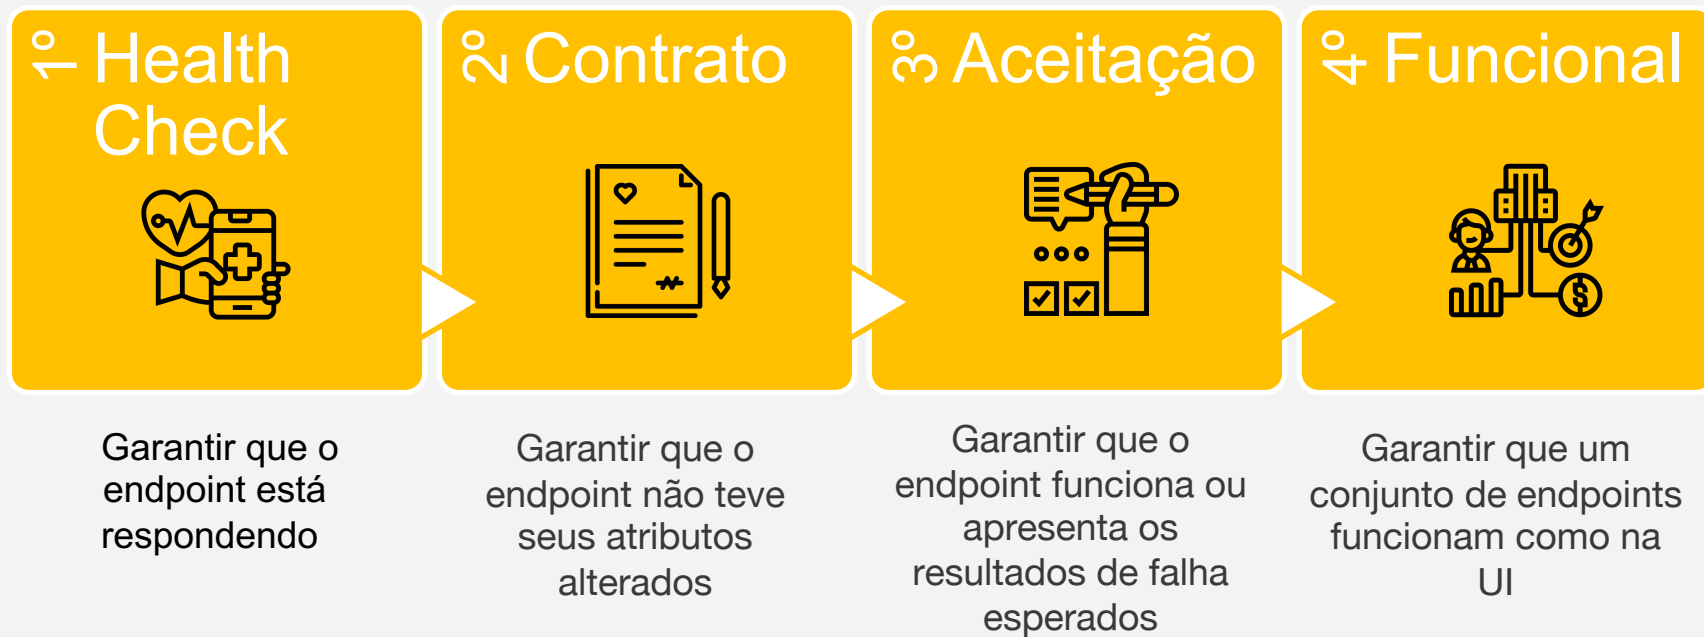 1º Health
Check
2º Contrato
3º Aceitação
4º Funcional
Garantir que o
endpoint está
respondendo
Garantir que o
endpoint não teve
seus atributos
alterados
Garantir que o
endpoint funciona ou
apresenta os
resultados de falha
esperados
Garantir que um
conjunto de endpoints
funcionam como na
UI